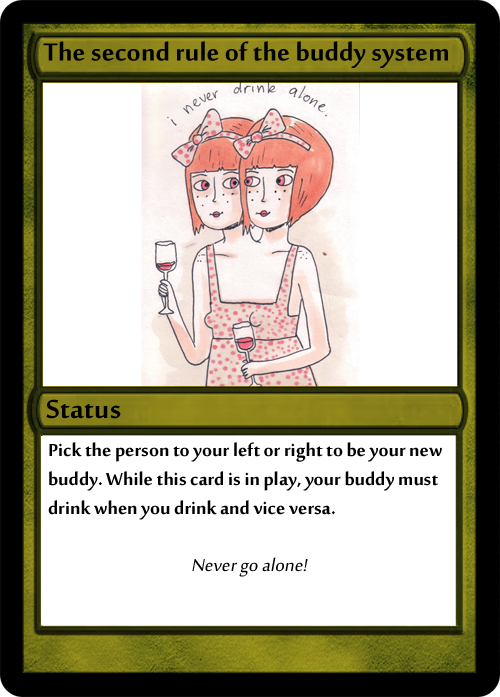 The second rule of the buddy system
i never drink alone.
Status
Pick the person to your left or right to be your new
buddy. While this card is in play, your buddy must
drink when you drink and vice versa.
Never go alone!